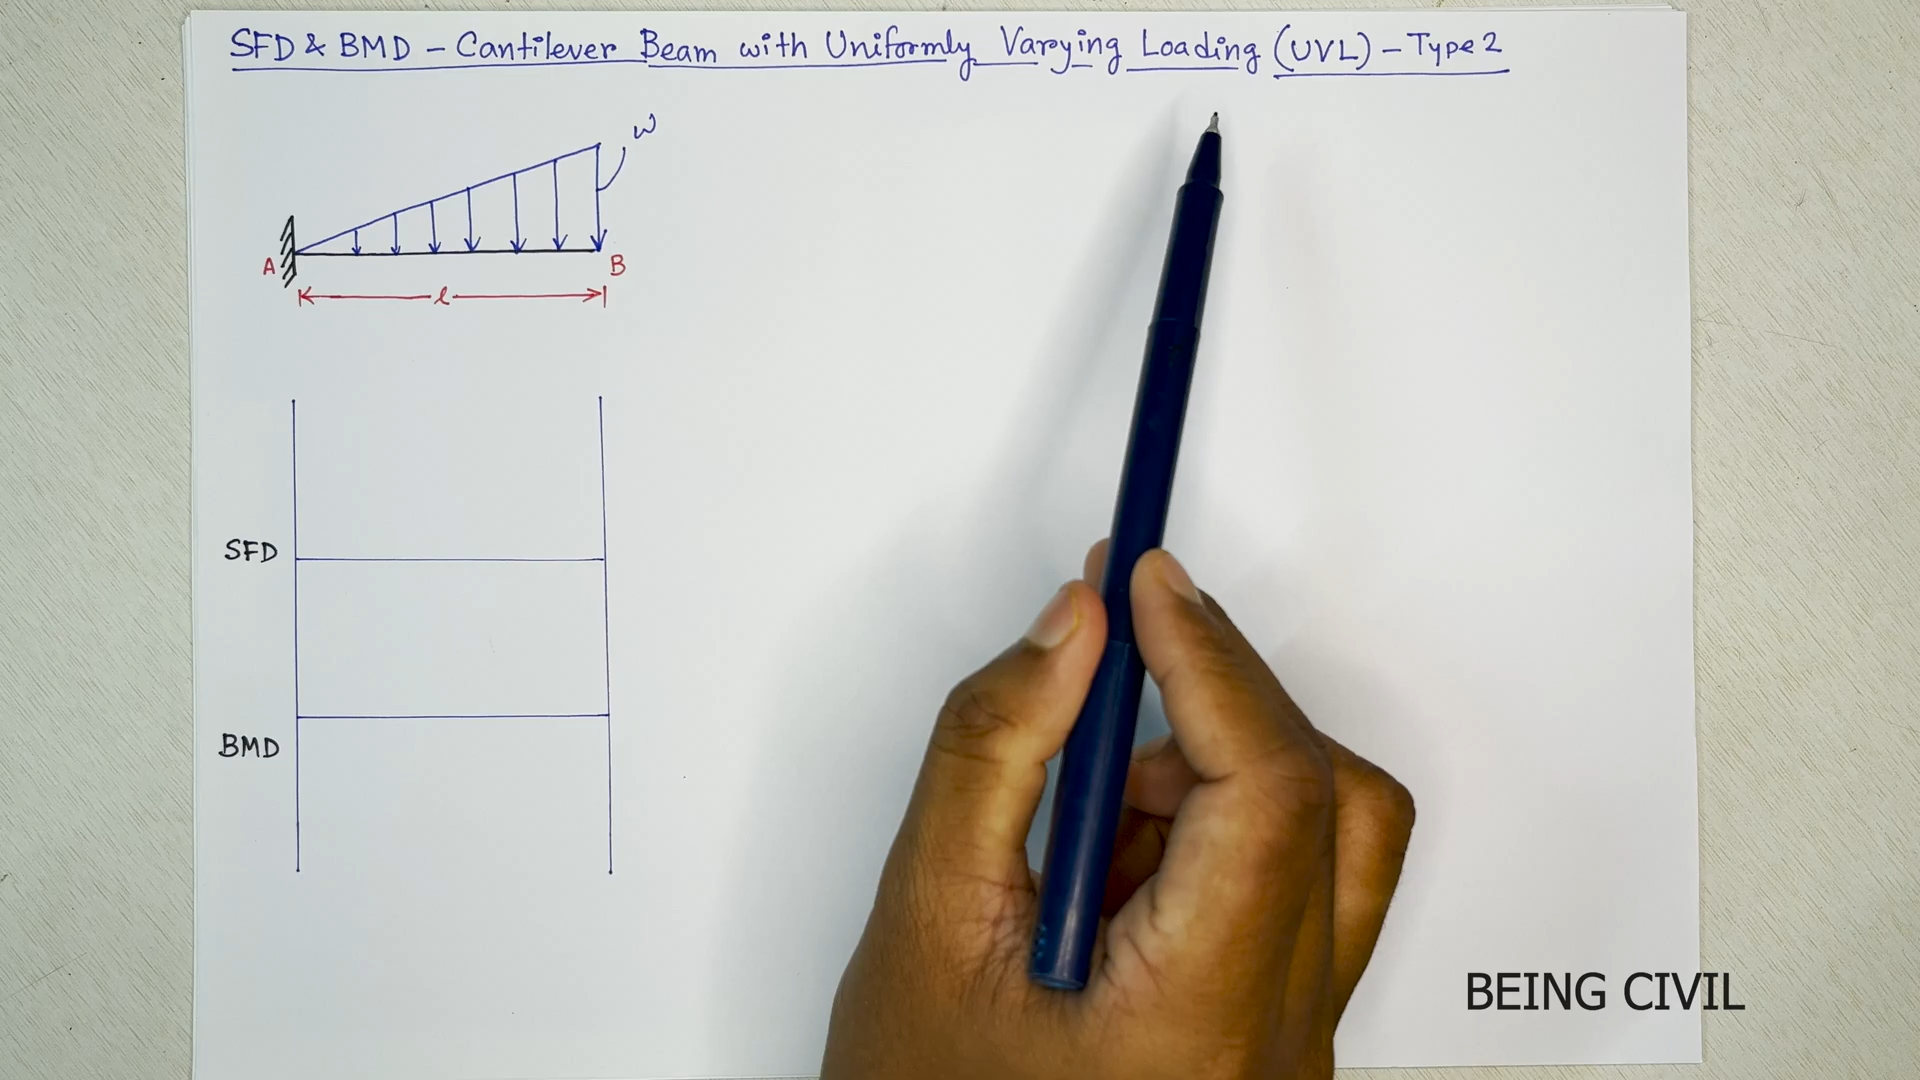 SFD & BMD - Cantilever Beam with Uniformly Varying Loading (UVL) - Type 2
w
A
B
l
SFD
BMD
BEING CIVIL